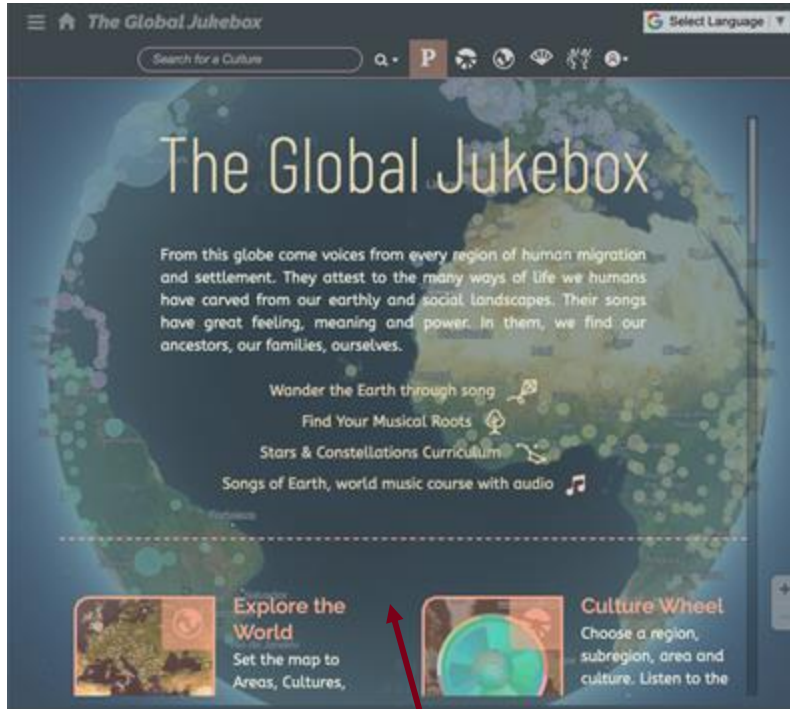 The Global Jukebox
Select Language
Search for a Culture
P
The Global Jukebox
From this globe come voices from every region of human migration
and settlement. They attest to the many ways of life we humans
have carved from our earthly and social landscapes. Their songs
have great feeling, meaning and power. In them, we find our
ancestors, our families, ourselves.
Wander the Earth through song
Find Your Musical Roots
Stars & Constellations Curriculum
Songs of Earth, world music course with audio
Explore the
World
Set the map to
Areas, Cultures,
Culture Wheel
Choose a region,
subregion, area and
culture. Listen to the